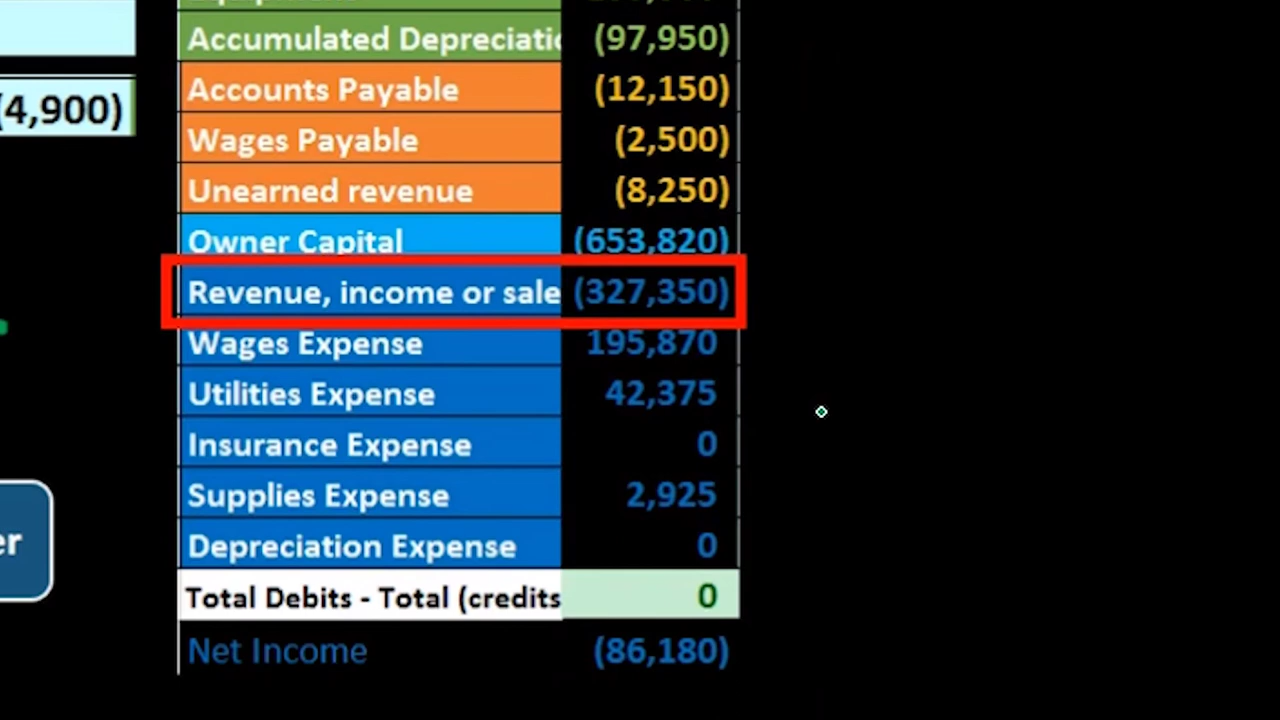 Accumulated Depreciatio (97,950)
(4,900)
Accounts Payable (12,150)
Wages Payable (2,500)
Unearned revenue (8,250)
Owner Capital (653,820)
Revenue, income or sale (327,350)
Wages Expense 195,870
Utilities Expense 42,375
Insurance Expense 0
Supplies Expense 2,925
er
Depreciation Expense 0
Total Debits - Total (credits 0
Net Income (86,180)